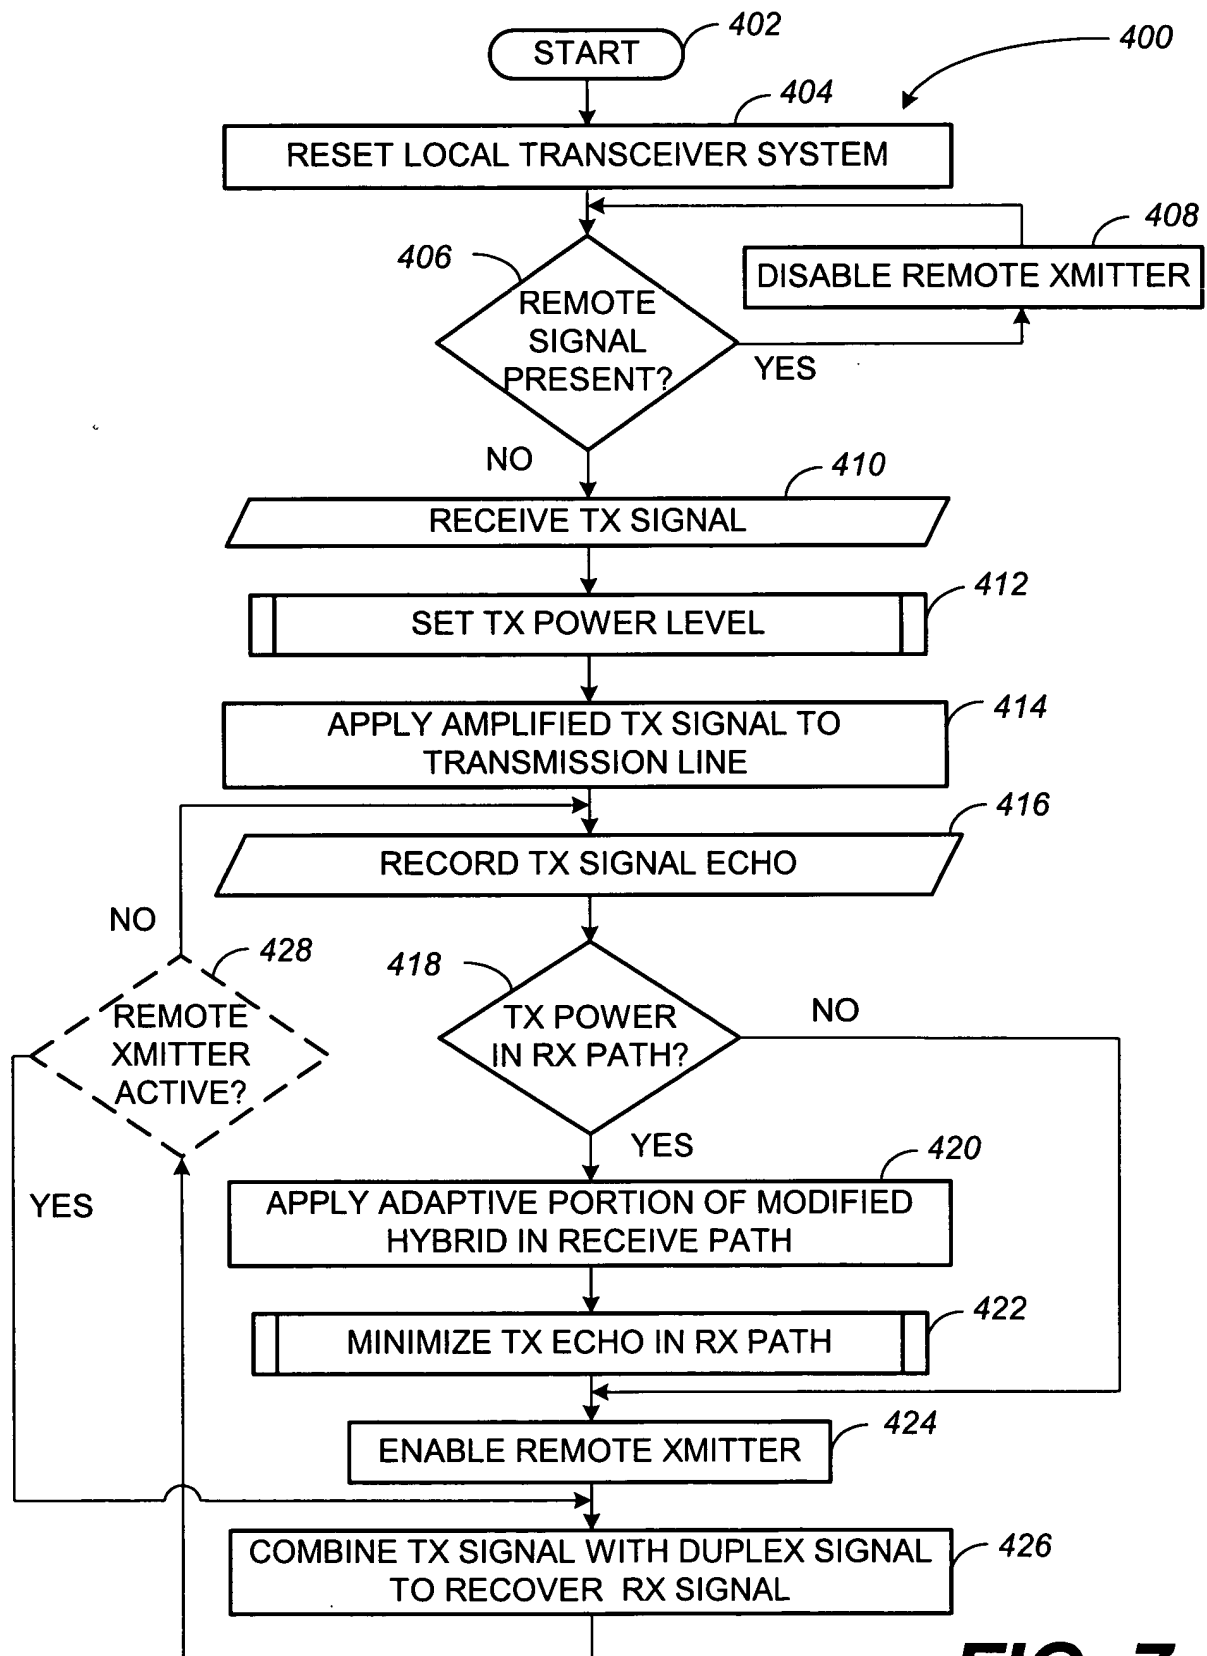 START
402
400
404
RESET LOCAL TRANSCEIVER SYSTEM
408
406
DISABLE REMOTE XMITTER
REMOTE
SIGNAL
PRESENT?
YES
NO
410
RECEIVE TX SIGNAL
412
SET TX POWER LEVEL
414
APPLY AMPLIFIED TX SIGNAL TO
TRANSMISSION LINE
416
RECORD TX SIGNAL ECHO
NO
428
418
REMOTE
XMITTER
ACTIVE?
TX POWER
IN RX PATH?
NO
YES
YES
420
APPLY ADAPTIVE PORTION OF MODIFIED
HYBRID IN RECEIVE PATH
422
MINIMIZE TX ECHO IN RX PATH
424
ENABLE REMOTE XMITTER
426
COMBINE TX SIGNAL WITH DUPLEX SIGNAL
TO RECOVER RX SIGNAL
FIG. 7